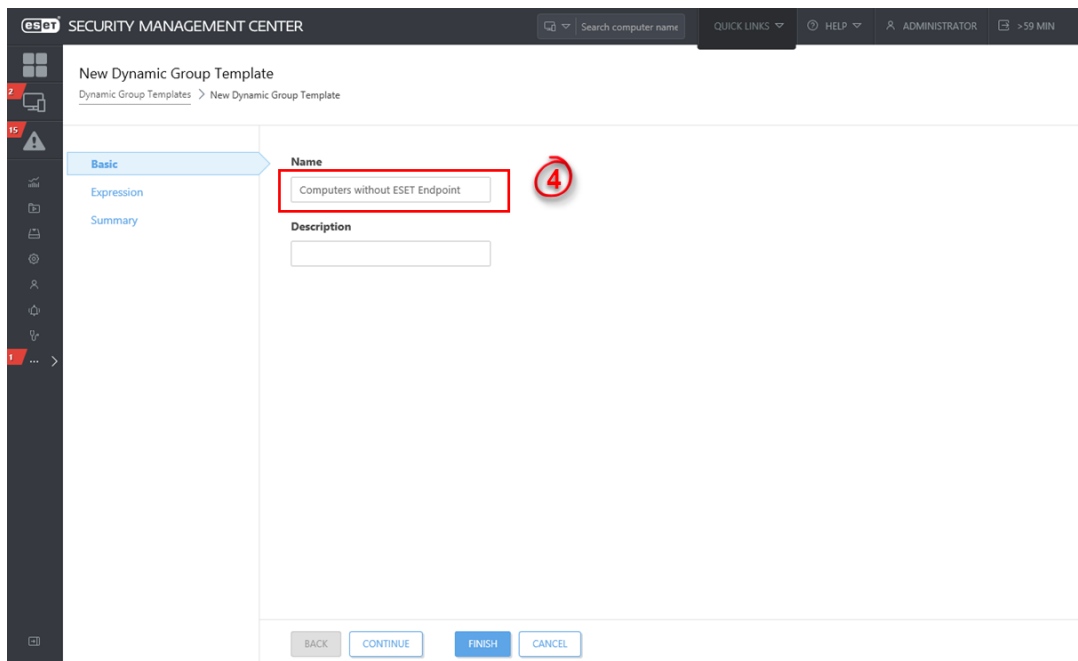 eset SECURITY MANAGEMENT CENTER Search computer name QUICK LINKS HELP ADMINISTRATOR >59 MIN
New Dynamic Group Template
Dynamic Group Templates > New Dynamic Group Template
2
15
1
...
Basic
Expression
Summary
Name
Computers without ESET Endpoint
4
Description
BACK CONTINUE FINISH CANCEL